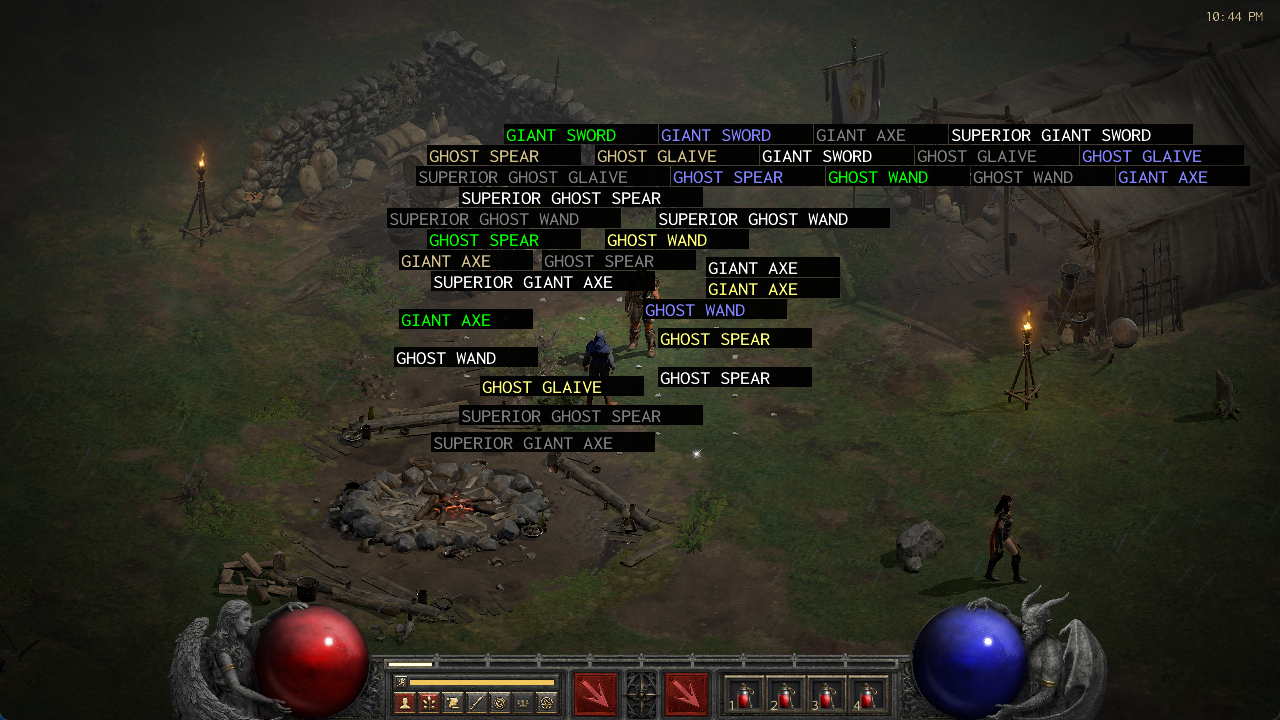 10:44 PM
GIANT SWORD GIANT SWORD GIANT AXE SUPERIOR GIANT SWORD
GHOST SPEAR GHOST GLAIVE GIANT SWORD GHOST GLAIVE GHOST GLAIVE
SUPERIOR GHOST GLAIVE GHOST SPEAR GHOST WAND GHOST WAND GIANT AXE
SUPERIOR GHOST SPEAR
SUPERIOR GHOST WAND SUPERIOR GHOST WAND
GHOST SPEAR GHOST WAND
GIANT AXE GHOST SPEAR GIANT AXE
SUPERIOR GIANT AXE GIANT AXE
GHOST WAND
GIANT AXE
GHOST SPEAR
GHOST WAND
GHOST SPEAR
GHOST GLAIVE
SUPERIOR GHOST SPEAR
SUPERIOR GIANT AXE
1 2 3 4